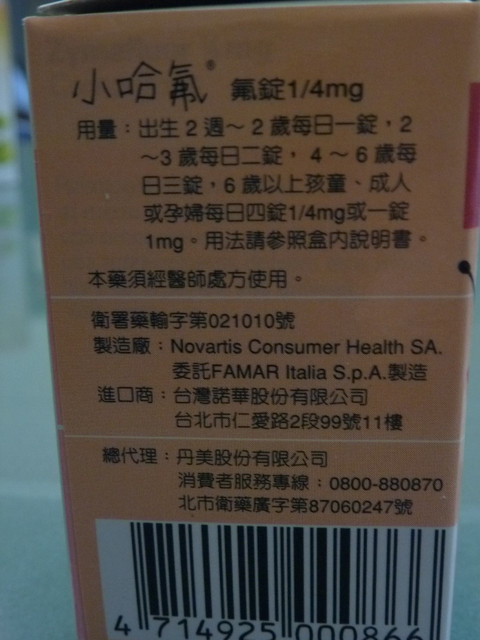 小哈氟® 氟錠1/4mg
用量：出生2週～2歲每日一錠，2
～3歲每日二錠，4～6歲每
日三錠，6歲以上孩童、成人
或孕婦每日四錠1/4mg或一錠
1mg。用法請參照盒內說明書。
本藥須經醫師處方使用。
衛署藥輸字第021010號
製造廠：Novartis Consumer Health SA.
委託FAMAR Italia S.p.A.製造
進口商：台灣諾華股份有限公司
台北市仁愛路2段99號11樓
總代理：丹美股份有限公司
消費者服務專線：0800-880870
北市衛藥廣字第87060247號
4 714925 000866